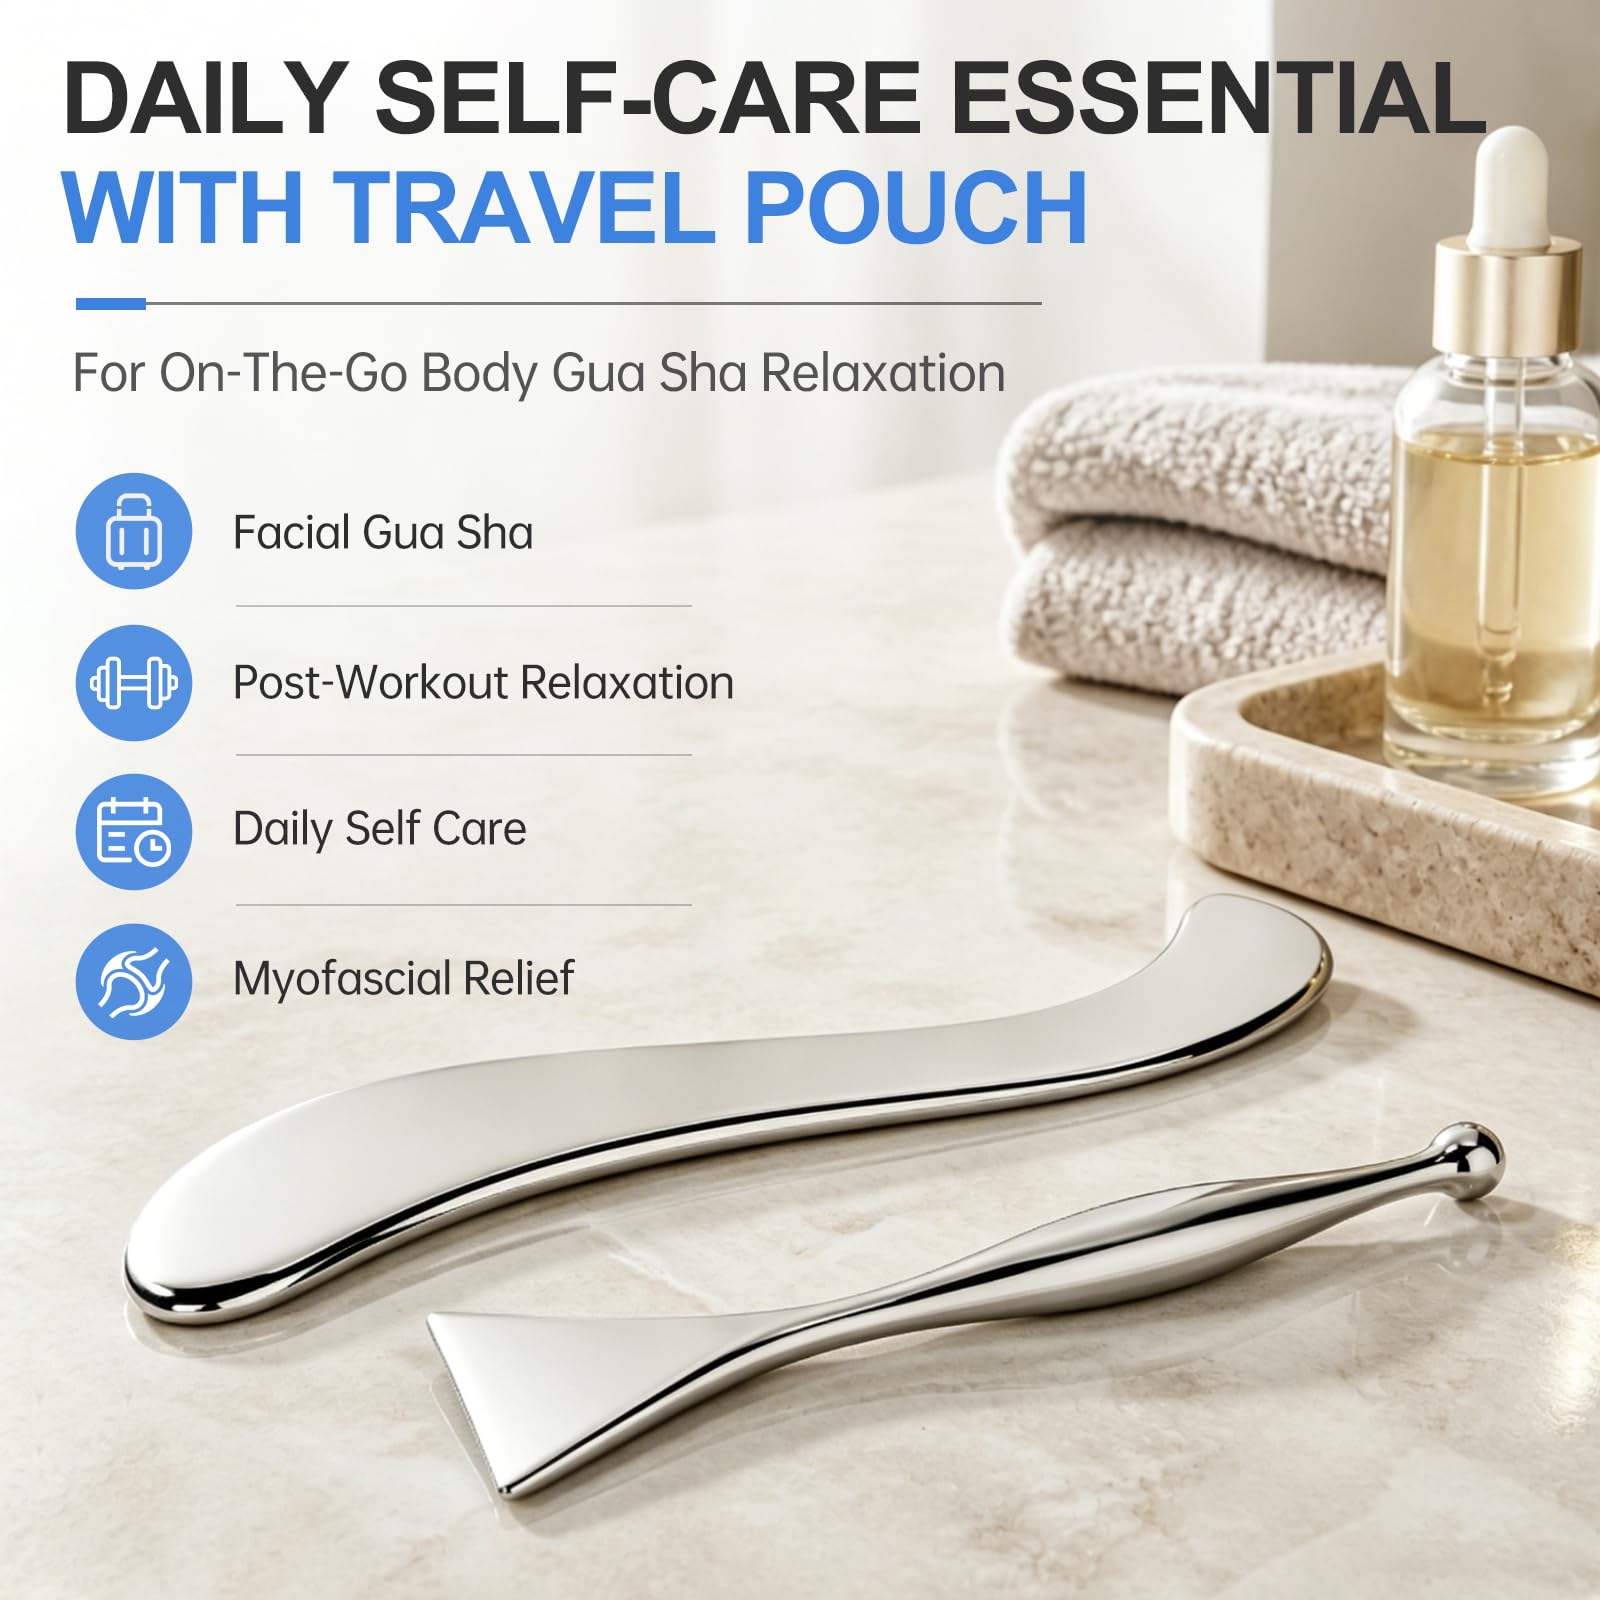 DAILY SELF-CARE ESSENTIAL
WITH TRAVEL POUCH
For On-The-Go Body Gua Sha Relaxation
Facial Gua Sha
Post-Workout Relaxation
Daily Self Care
Myofascial Relief